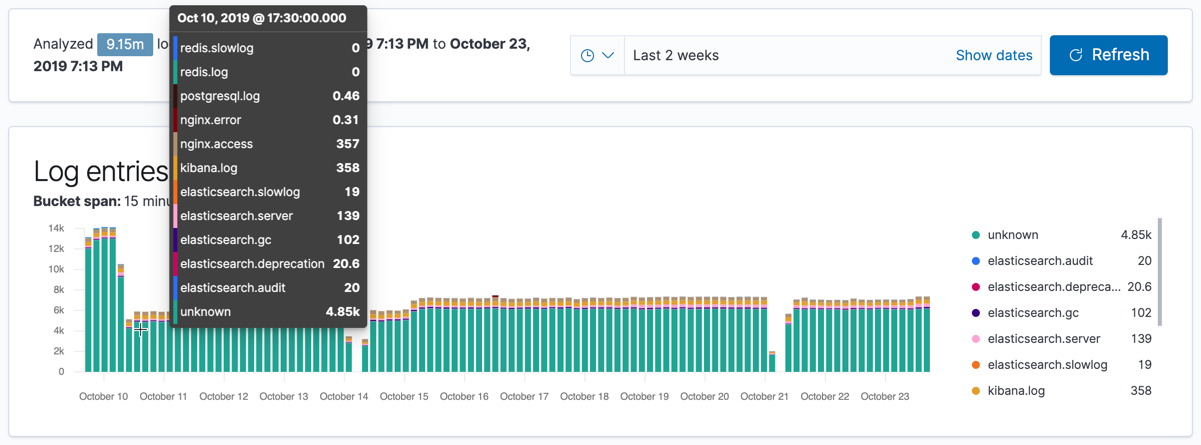 Oct 10, 2019 @ 17:30:00.000
redis.slowlog 0
redis.log 0
postgresql.log 0.46
nginx.error 0.31
nginx.access 357
kibana.log 358
elasticsearch.slowlog 19
elasticsearch.server 139
elasticsearch.gc 102
elasticsearch.deprecation 20.6
elasticsearch.audit 20
unknown 4.85k
Analyzed 9.15m lo 9 7:13 PM to October 23,
2019 7:13 PM
Last 2 weeks Show dates
Refresh
Log entries
Bucket span: 15 minu
14k
12k
10k
8k
6k
4k
2k
0
October 10 October 11 October 12 October 13 October 14 October 15 October 16 October 17 October 18 October 19 October 20 October 21 October 22 October 23
unknown 4.85k
elasticsearch.audit 20
elasticsearch.depreca... 20.6
elasticsearch.gc 102
elasticsearch.server 139
elasticsearch.slowlog 19
kibana.log 358